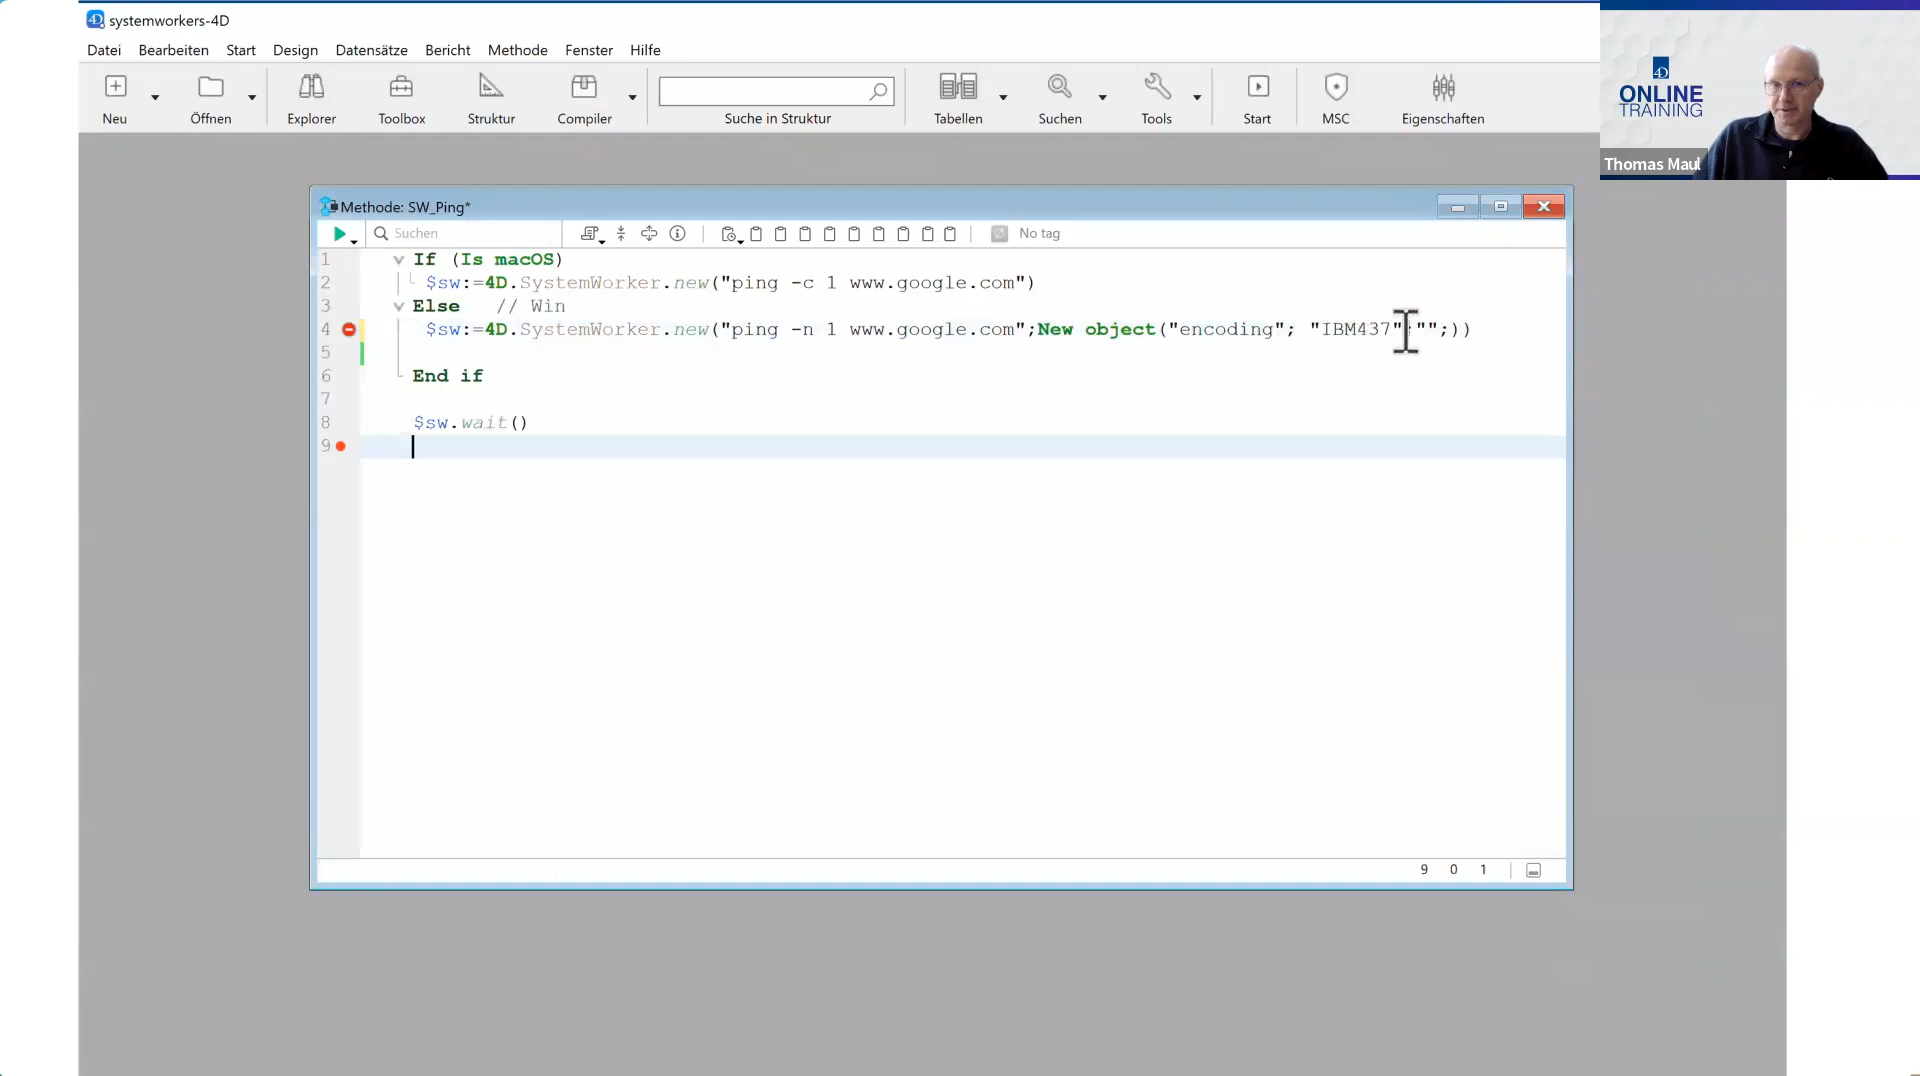 systemworkers-4D
Datei Bearbeiten Start Design Datensätze Bericht Methode Fenster Hilfe
Neu Öffnen Explorer Toolbox Struktur Compiler Suche in Struktur Tabellen Suchen Tools Start MSC Eigenschaften
4D
ONLINE
TRAINING
Thomas Maul
Methode: SW_Ping*
Suchen No tag
1 If (Is macOS)
2 $sw:=4D.SystemWorker.new("ping -c 1 www.google.com")
3 Else // Win
4 $sw:=4D.SystemWorker.new("ping -n 1 www.google.com";New object("encoding"; "IBM437";"";))
5
6 End if
7
8 $sw.wait()
9
9 0 1